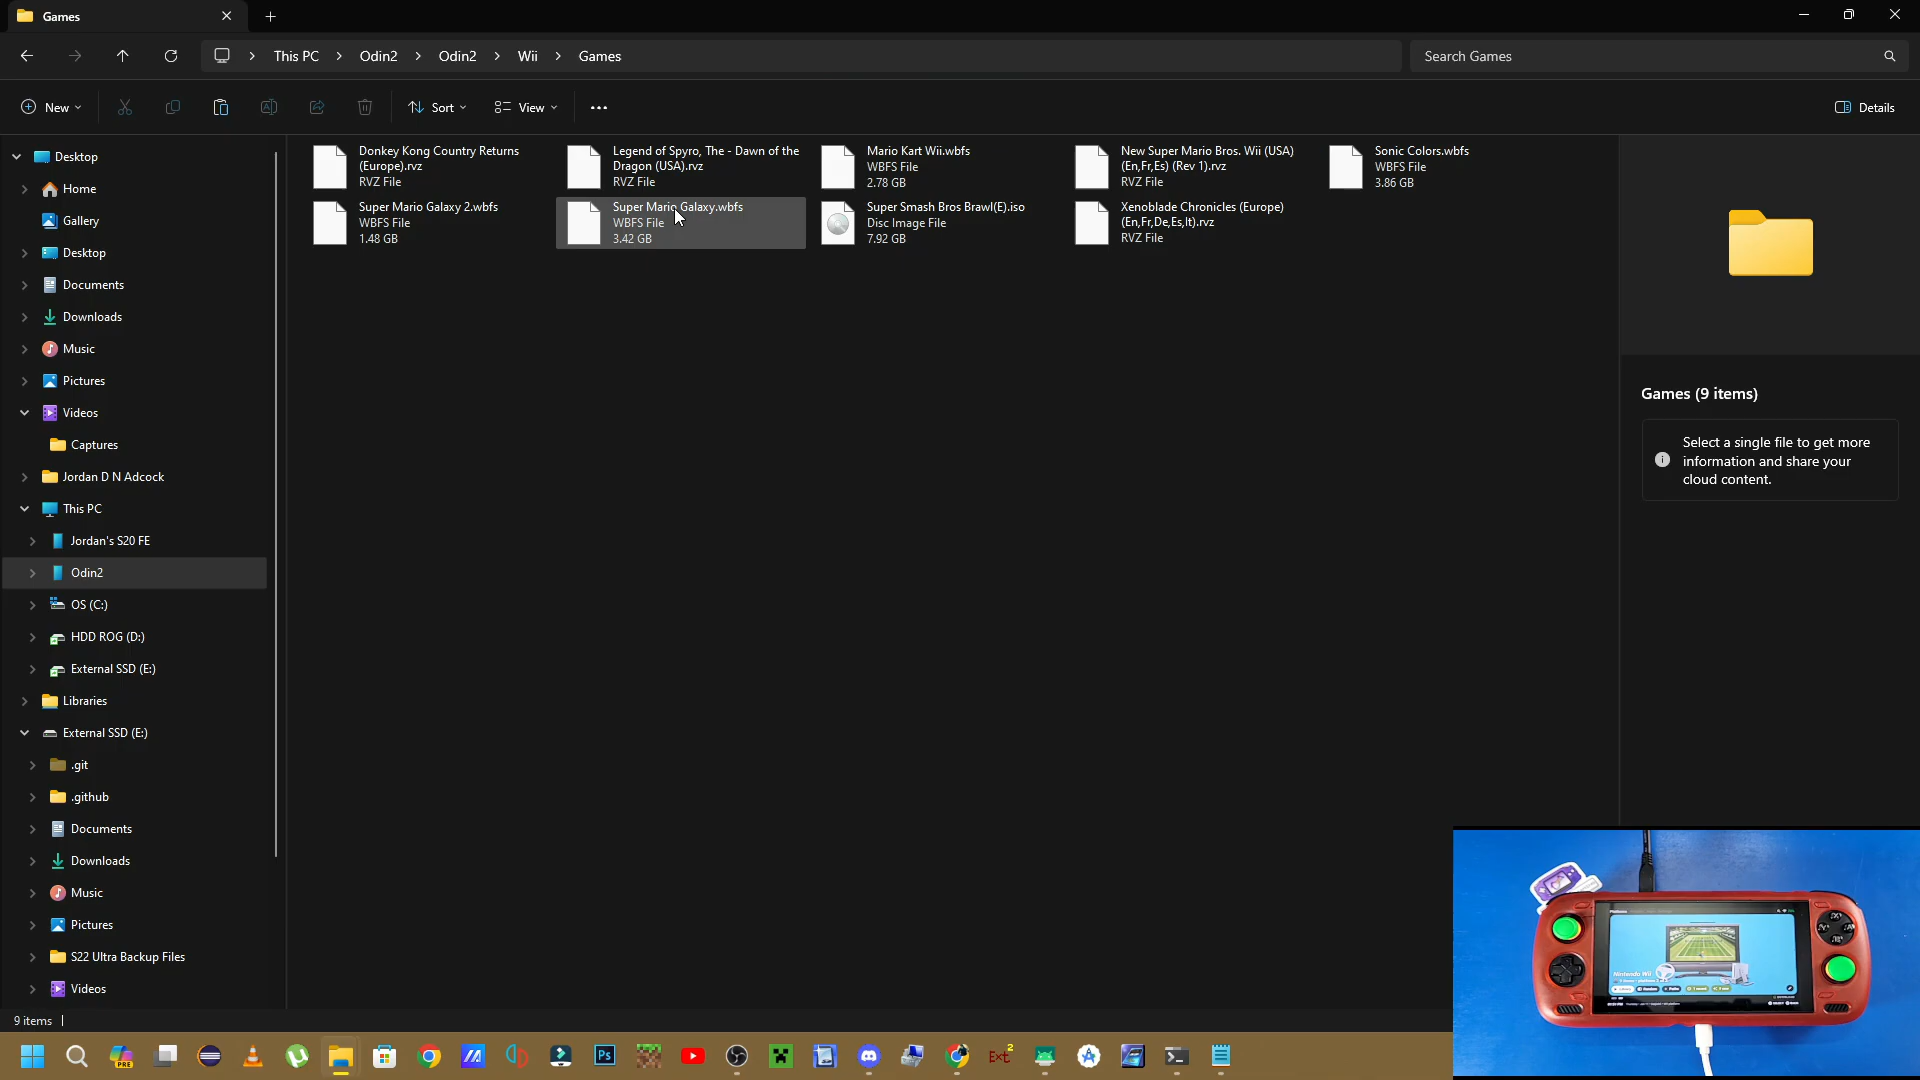 Games
This PC
Odin2
Odin2
Wii
Games
Search Games
New
Sort
View
Details
Desktop
Home
Gallery
Desktop
Documents
Downloads
Music
Pictures
Videos
Captures
Jordan D N Adcock
This PC
Jordan's S20 FE
Odin2
OS (C:)
HDD ROG (D:)
External SSD (E:)
Libraries
External SSD (E:)
.git
.github
Documents
Downloads
Music
Pictures
S22 Ultra Backup Files
Videos
Donkey Kong Country Returns
(Europe).rvz
RVZ File
Legend of Spyro, The - Dawn of the
Dragon (USA).rvz
RVZ File
Mario Kart Wii.wbfs
WBFS File
2.78 GB
New Super Mario Bros. Wii (USA)
(En,Fr,Es) (Rev 1).rvz
RVZ File
Sonic Colors.wbfs
WBFS File
3.86 GB
Super Mario Galaxy 2.wbfs
WBFS File
1.48 GB
Super Mario Galaxy.wbfs
WBFS File
3.42 GB
Super Smash Bros Brawl(E).iso
Disc Image File
7.92 GB
Xenoblade Chronicles (Europe)
(En,Fr,De,Es,It).rvz
RVZ File
Games (9 items)
Select a single file to get more
information and share your
cloud content.
9 items
PRE
Ps
Ext2
Nintendo Wii